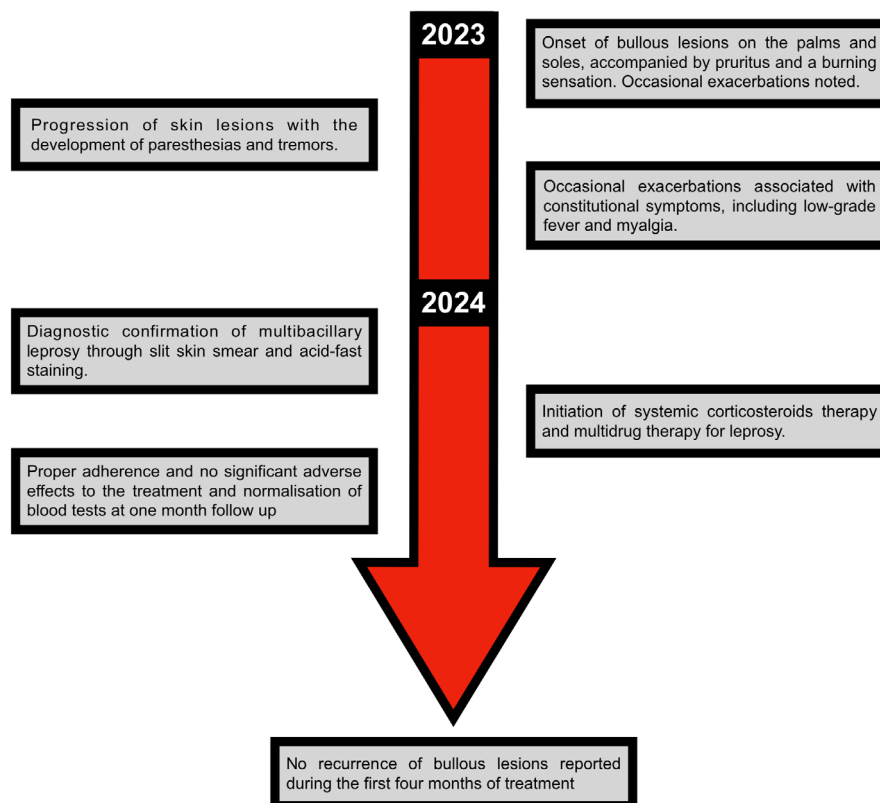 2023
Onset of bullous lesions on the palms and
soles, accompanied by pruritus and a burning
sensation. Occasional exacerbations noted.
Progression of skin lesions with the
development of paresthesias and tremors.
Occasional exacerbations associated with
constitutional symptoms, including low-grade
fever and myalgia.
2024
Diagnostic confirmation of multibacillary
leprosy through slit skin smear and acid-fast
staining.
Initiation of systemic corticosteroids therapy
and multidrug therapy for leprosy.
Proper adherence and no significant adverse
effects to the treatment and normalisation of
blood tests at one month follow up
No recurrence of bullous lesions reported
during the first four months of treatment